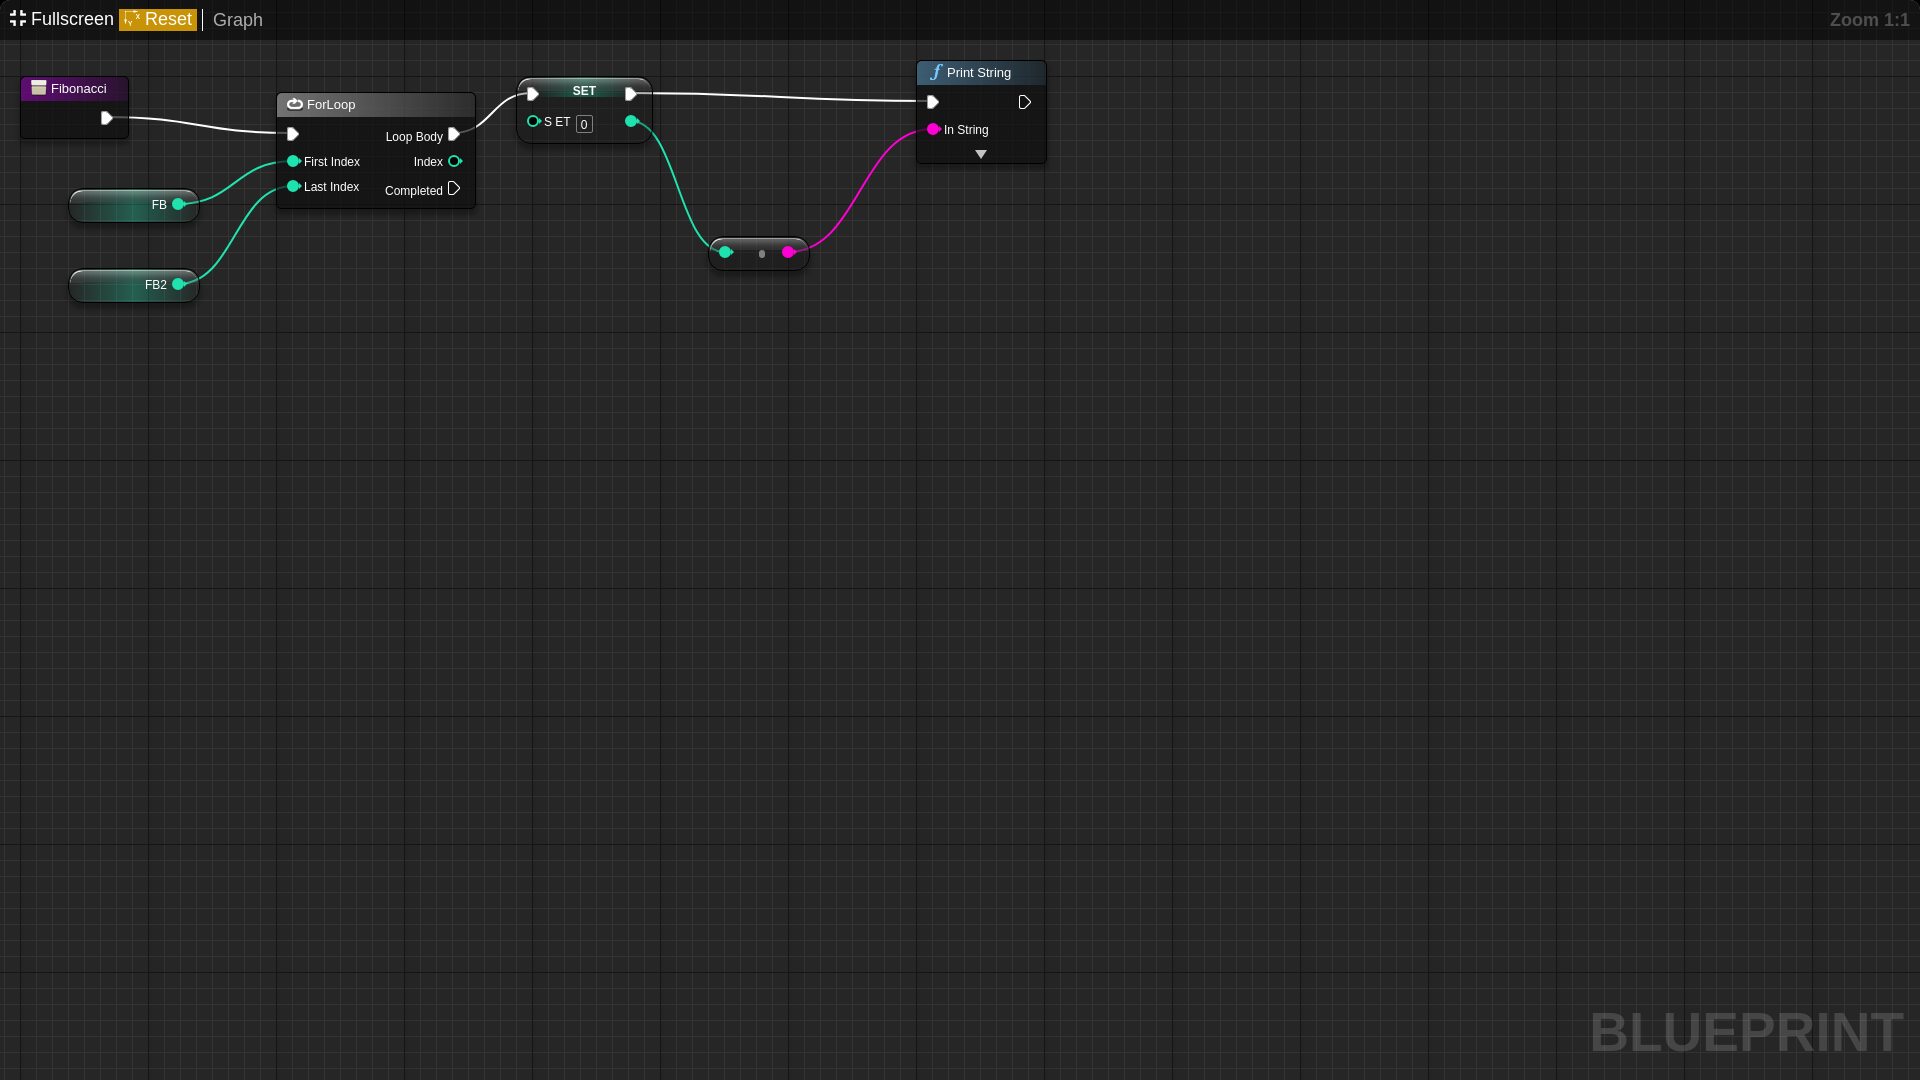 Fullscreen Reset Graph Zoom 1:1
Fibonacci
ForLoop
Loop Body
First Index Index
Last Index Completed
FB
FB2
SET
S ET 0
Print String
In String
BLUEPRINT